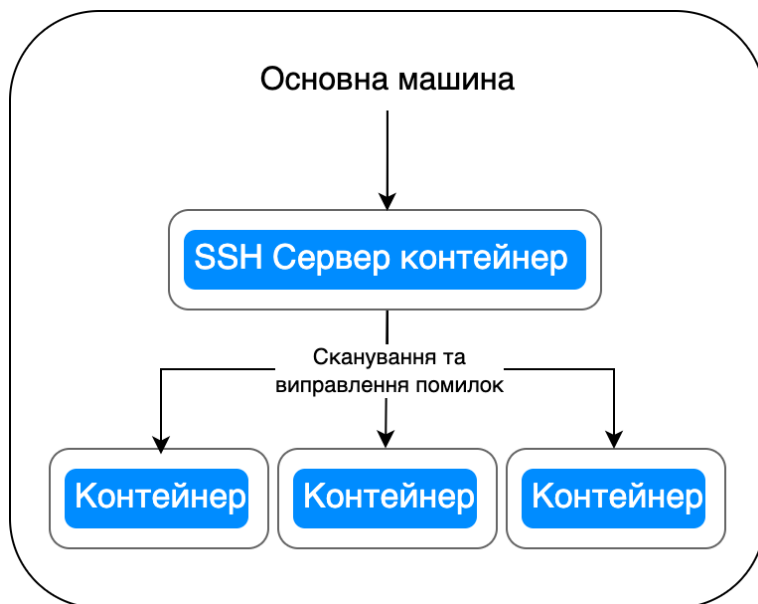 Основна машина
SSH Сервер контейнер
Сканування та
виправлення помилок
Контейнер
Контейнер
Контейнер